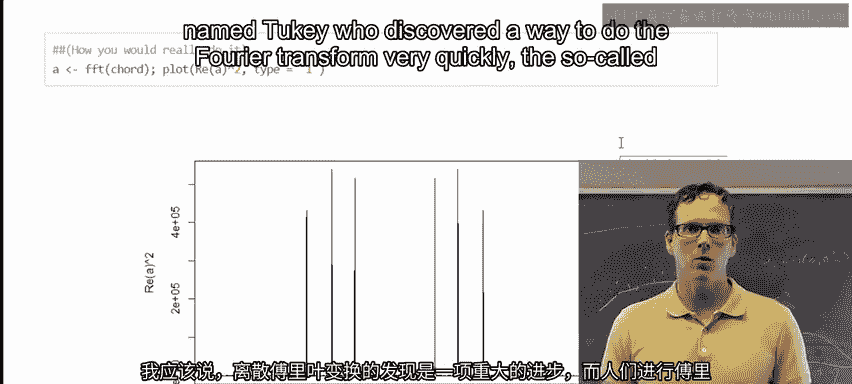 named Tukey who discovered a way to do the
Fourier transform very quickly, the so-called
##(How you would really do it)
a <- fft(chord); plot(Re(a)^2, type = "l")
Re(a)^2
4e+05
2e+05
我应该说，离散傅里叶变换的发现是一项重大的进步，而人们进行傅里